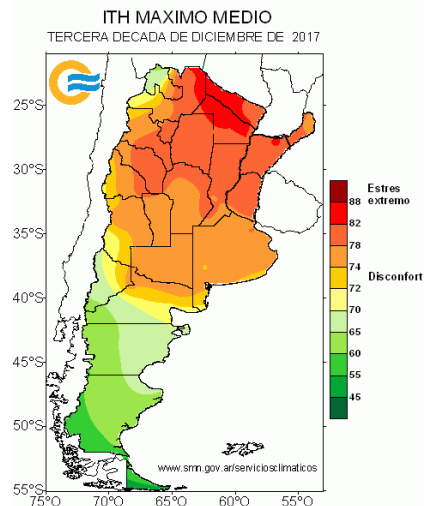 ITH MAXIMO MEDIO
TERCERA DECADA DE DICIEMBRE DE 2017
25°S
30°S
35°S
40°S
45°S
50°S
55°S
75°O
70°O
65°O
60°O
55°O
Estres
extremo
88
82
78
74
Disconfort
72
70
65
60
55
45
www.smn.gov.ar/serviciosclimaticos